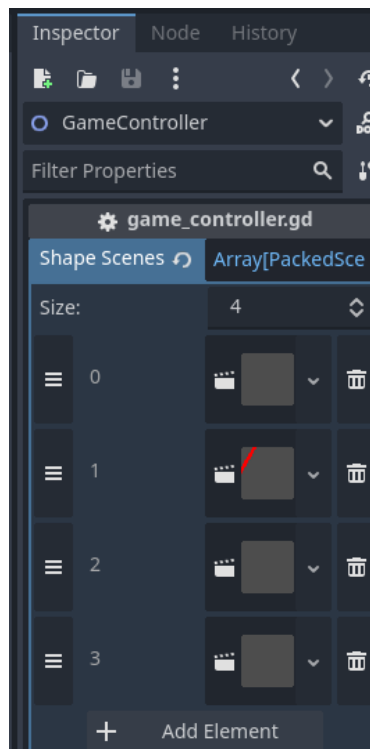 Inspector Node History
GameController
Filter Properties
game_controller.gd
Shape Scenes Array[PackedSce
Size: 4
0
1
2
3
+ Add Element